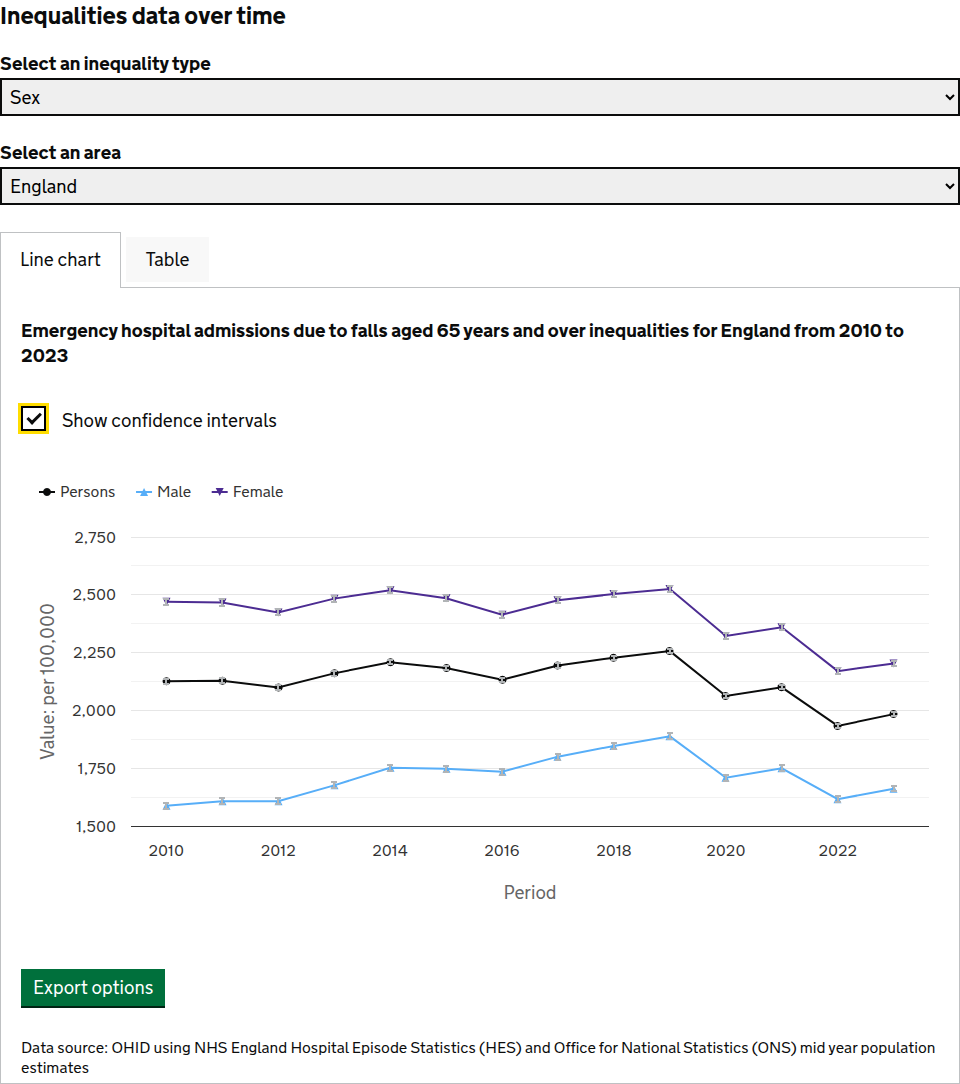 Inequalities data over time
Select an inequality type
Sex
Select an area
England
Line chart
Table
Emergency hospital admissions due to falls aged 65 years and over inequalities for England from 2010 to
2023
Show confidence intervals
Persons Male Female
Value: per 100,000
2,750
2,500
2,250
2,000
1,750
1,500
2010 2012 2014 2016 2018 2020 2022
Period
Export options
Data source: OHID using NHS England Hospital Episode Statistics (HES) and Office for National Statistics (ONS) mid year population
estimates